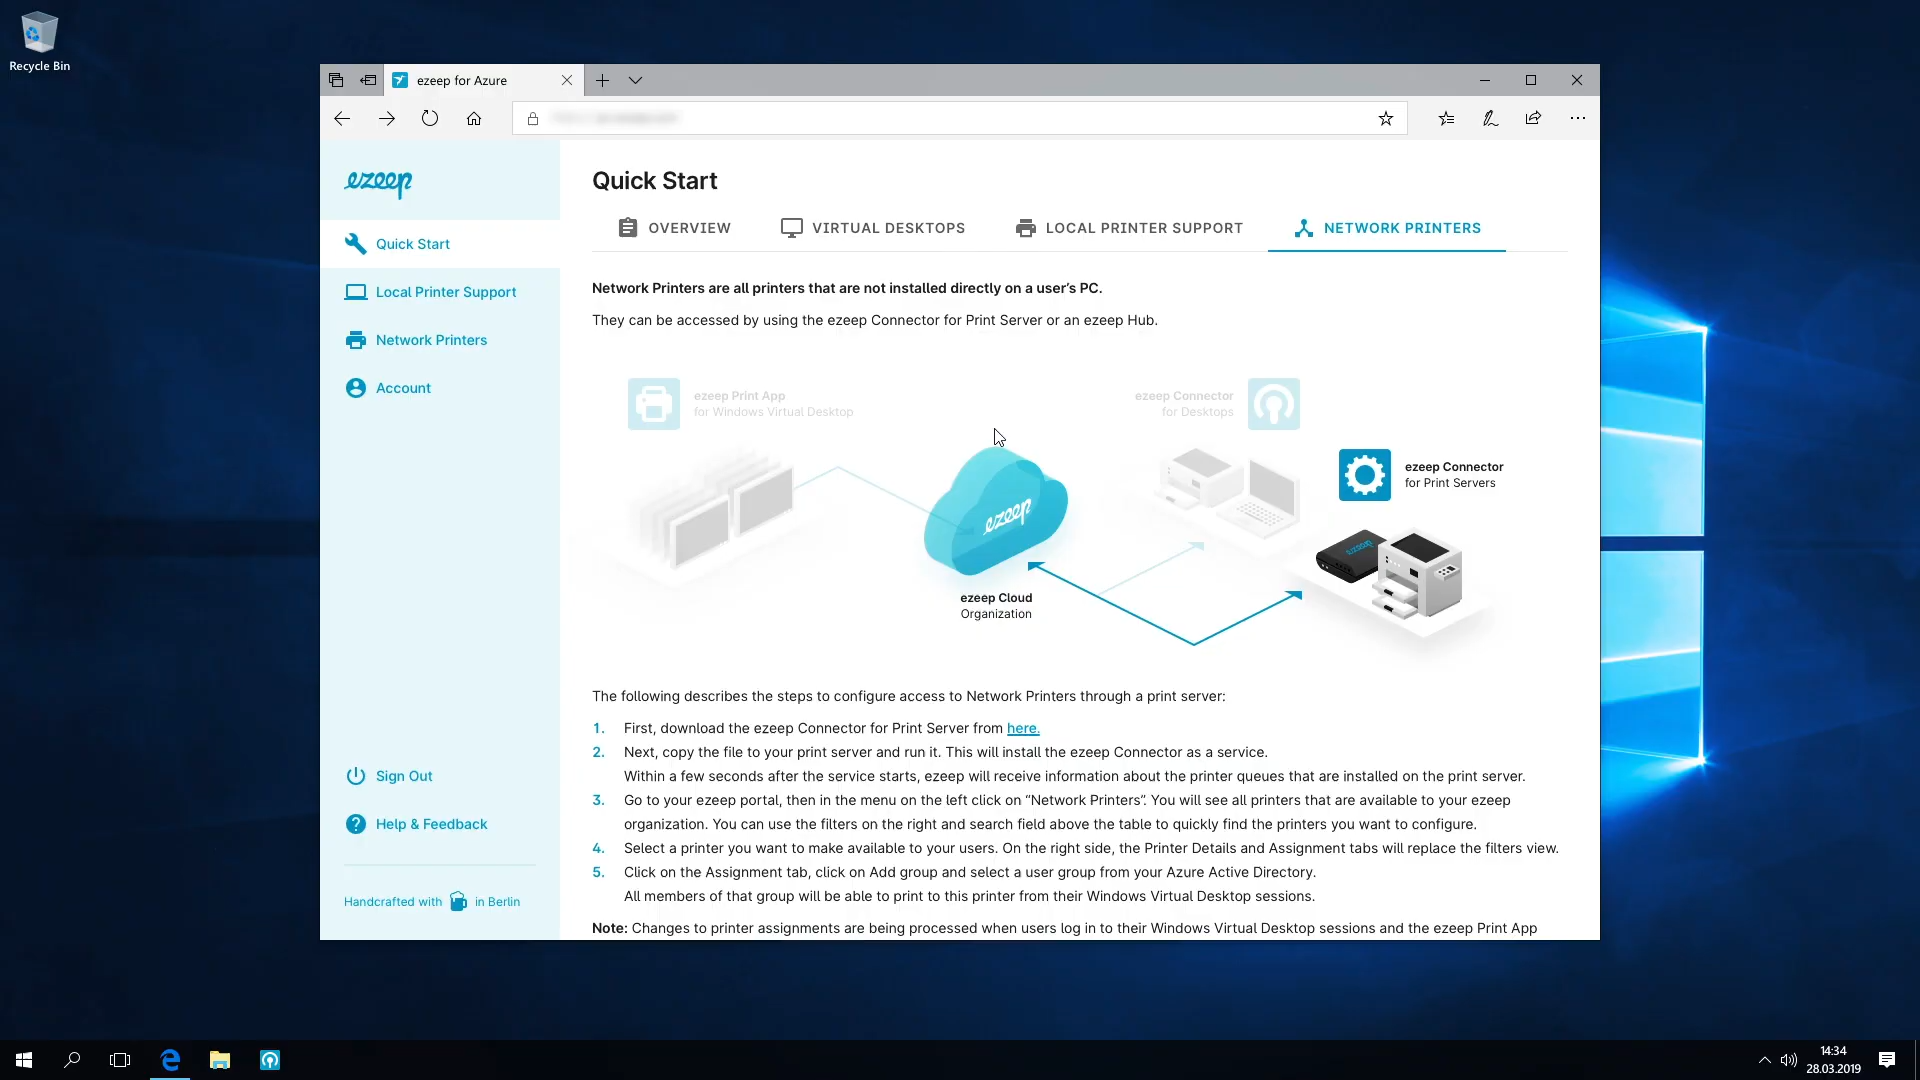 Recycle Bin
ezeep for Azure
ezeep
Quick Start
Local Printer Support
Network Printers
Account
Sign Out
Help & Feedback
Handcrafted with in Berlin
Quick Start
OVERVIEW
VIRTUAL DESKTOPS
LOCAL PRINTER SUPPORT
NETWORK PRINTERS
Network Printers are all printers that are not installed directly on a user’s PC.
They can be accessed by using the ezeep Connector for Print Server or an ezeep Hub.
ezeep Print App
for Windows Virtual Desktop
ezeep Connector
for Desktops
ezeep Connector
for Print Servers
ezeep
ezeep
ezeep Cloud
Organization
The following describes the steps to configure access to Network Printers through a print server:
1. First, download the ezeep Connector for Print Server from here.
2. Next, copy the file to your print server and run it. This will install the ezeep Connector as a service.
Within a few seconds after the service starts, ezeep will receive information about the printer queues that are installed on the print server.
3. Go to your ezeep portal, then in the menu on the left click on “Network Printers”. You will see all printers that are available to your ezeep
organization. You can use the filters on the right and search field above the table to quickly find the printers you want to configure.
4. Select a printer you want to make available to your users. On the right side, the Printer Details and Assignment tabs will replace the filters view.
5. Click on the Assignment tab, click on Add group and select a user group from your Azure Active Directory.
All members of that group will be able to print to this printer from their Windows Virtual Desktop sessions.
Note: Changes to printer assignments are being processed when users log in to their Windows Virtual Desktop sessions and the ezeep Print App
14:34
28.03.2019